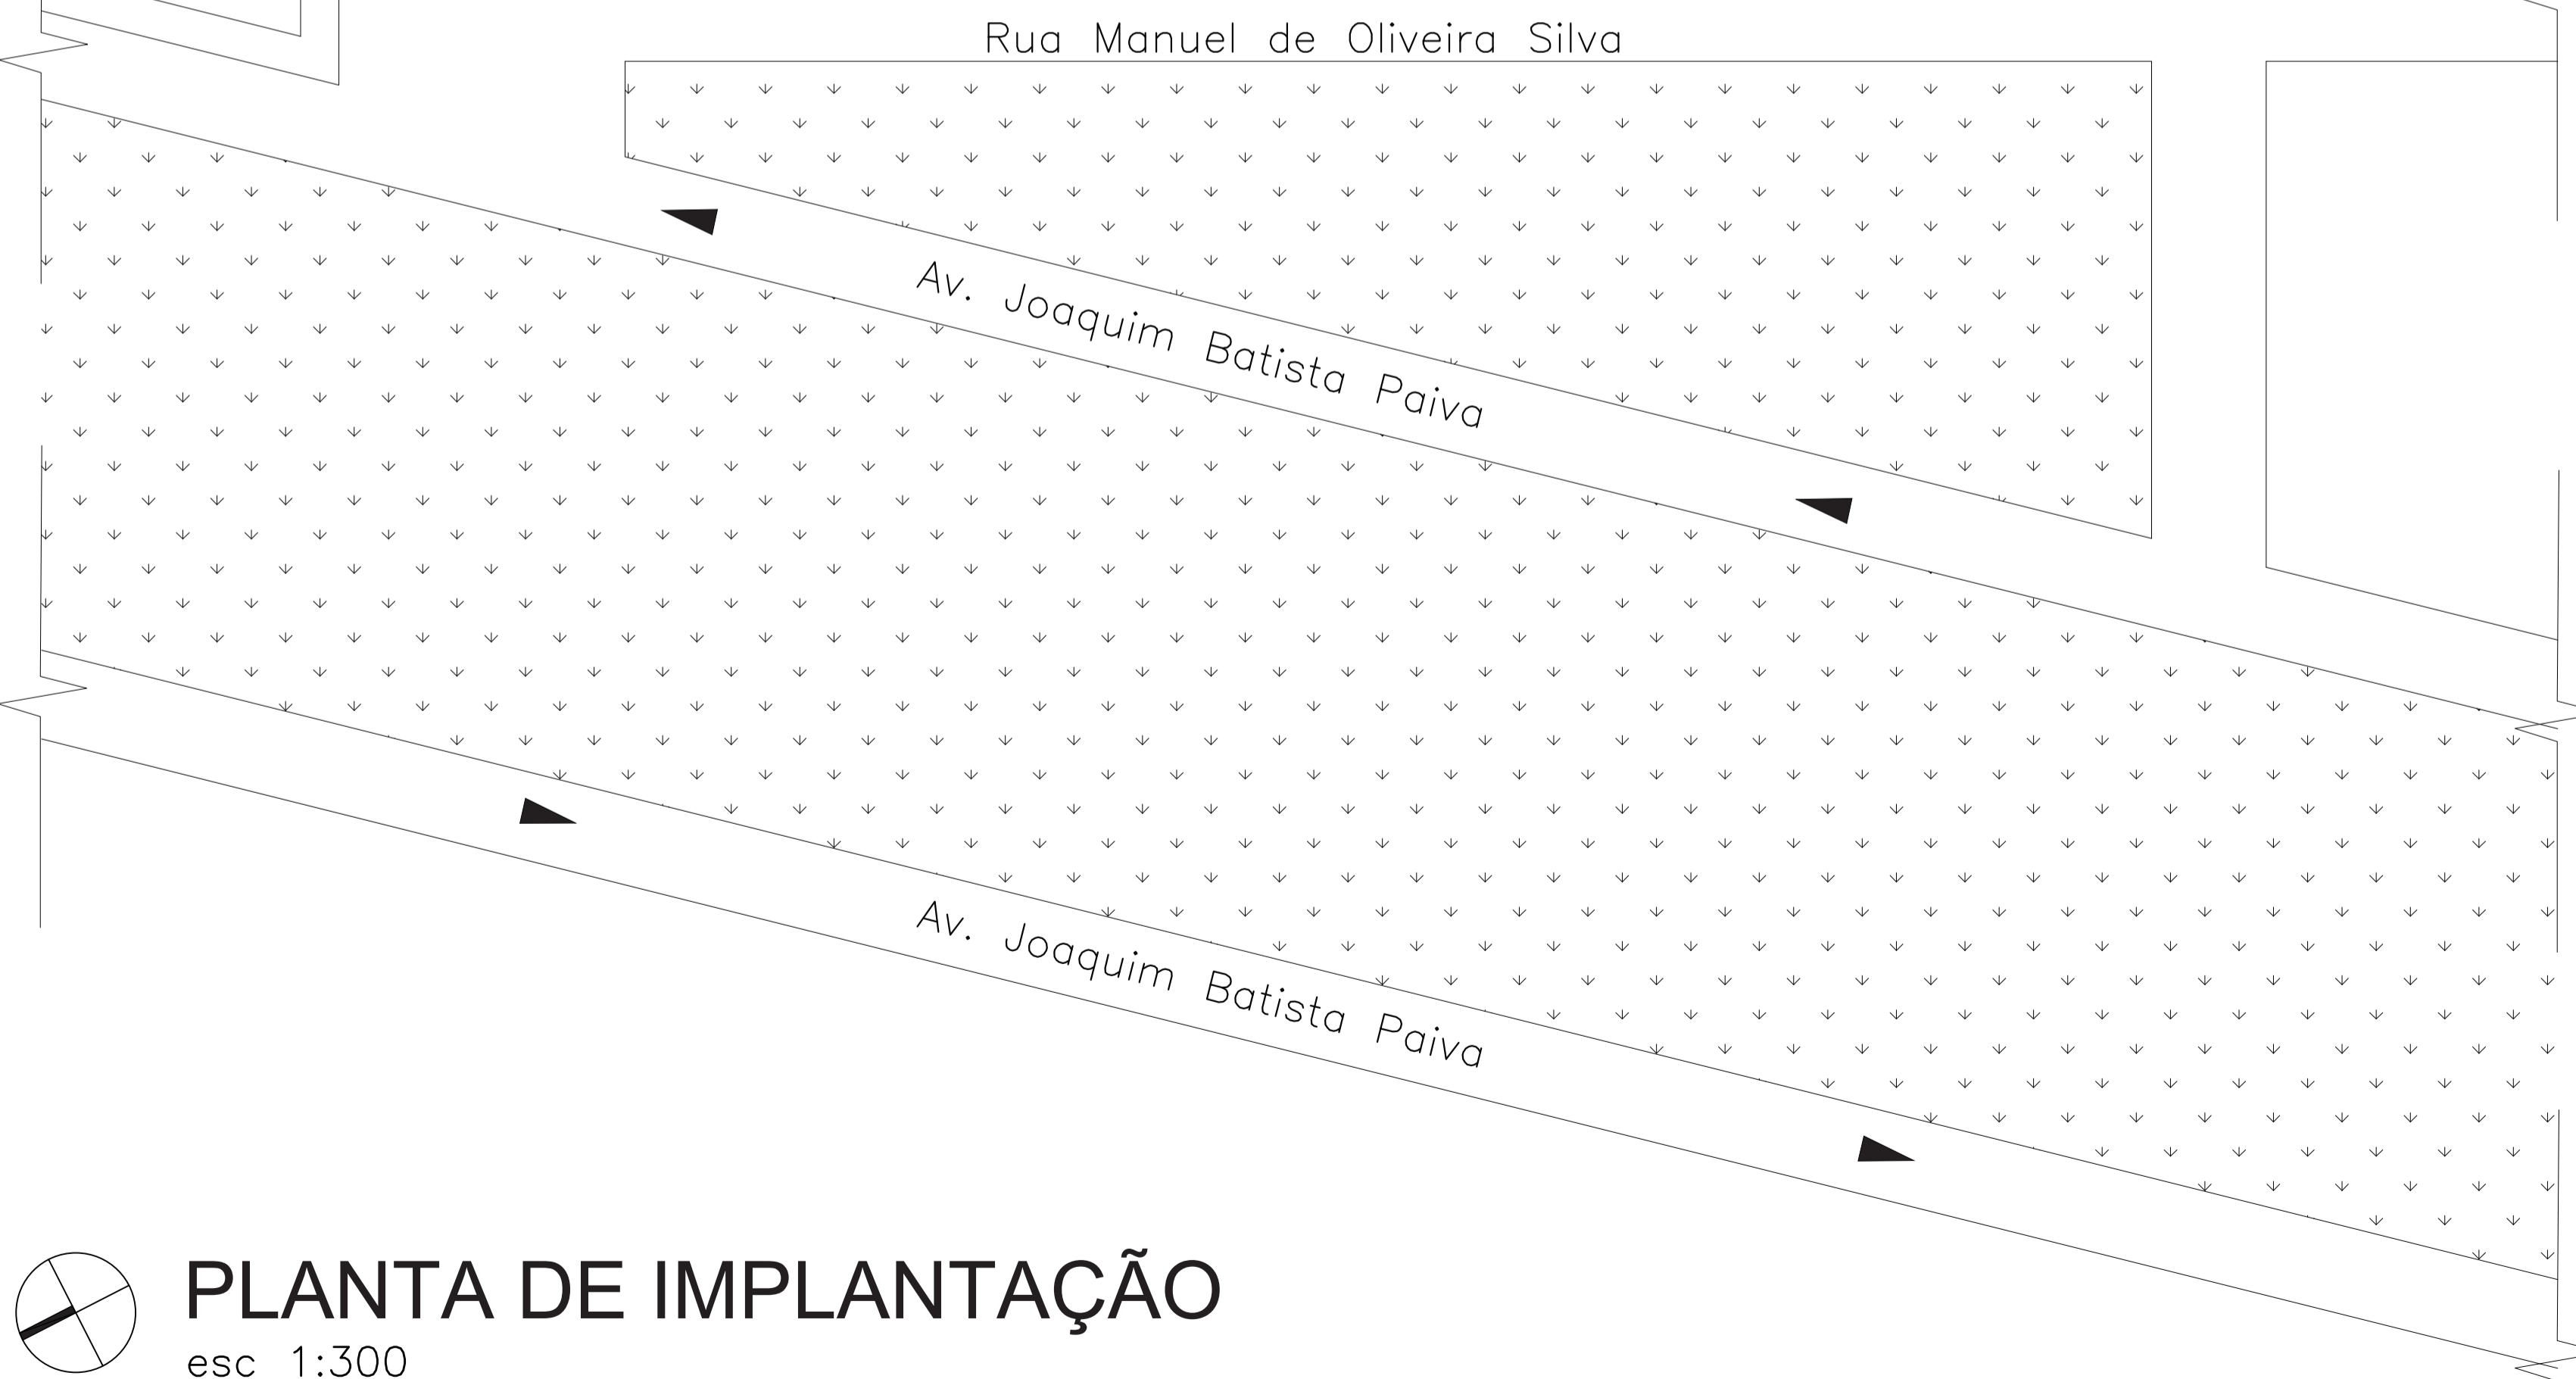 Rua Manuel de Oliveira Silva
Av. Joaquim Batista Paiva
Av. Joaquim Batista Paiva
PLANTA DE IMPLANTAÇÃO
esc 1:300